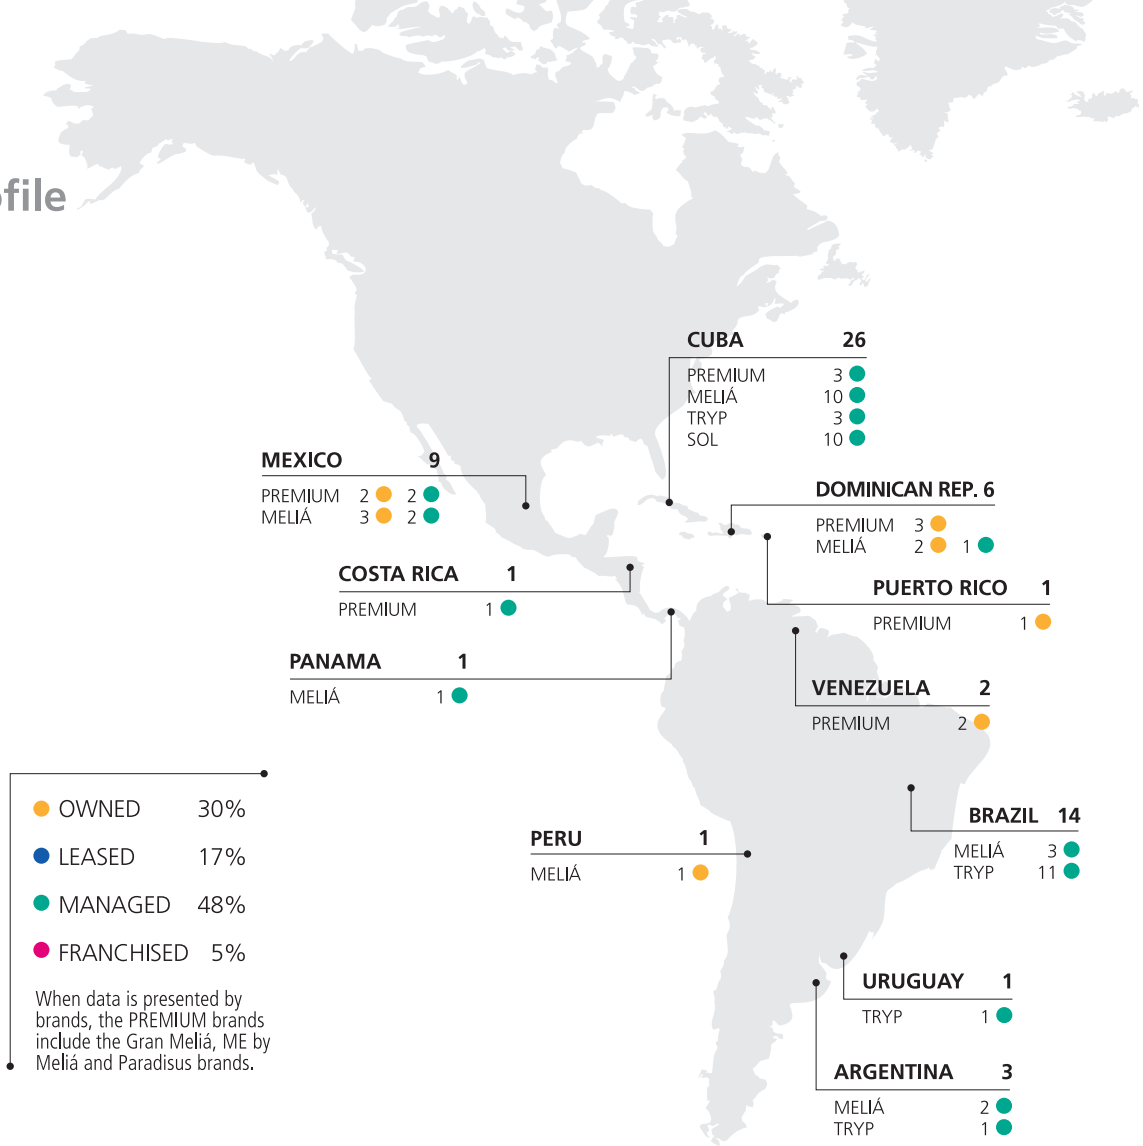 ofile
CUBA 26
PREMIUM 3
MELIÁ 10
TRYP 3
SOL 10
MEXICO 9
PREMIUM 2 2
MELIÁ 3 2
DOMINICAN REP. 6
PREMIUM 3
MELIÁ 2 1
COSTA RICA 1
PREMIUM 1
PUERTO RICO 1
PREMIUM 1
PANAMA 1
MELIÁ 1
VENEZUELA 2
PREMIUM 2
OWNED 30%
LEASED 17%
MANAGED 48%
FRANCHISED 5%
When data is presented by
brands, the PREMIUM brands
include the Gran Meliá, ME by
Meliá and Paradisus brands.
PERU 1
MELIÁ 1
BRAZIL 14
MELIÁ 3
TRYP 11
URUGUAY 1
TRYP 1
ARGENTINA 3
MELIÁ 2
TRYP 1